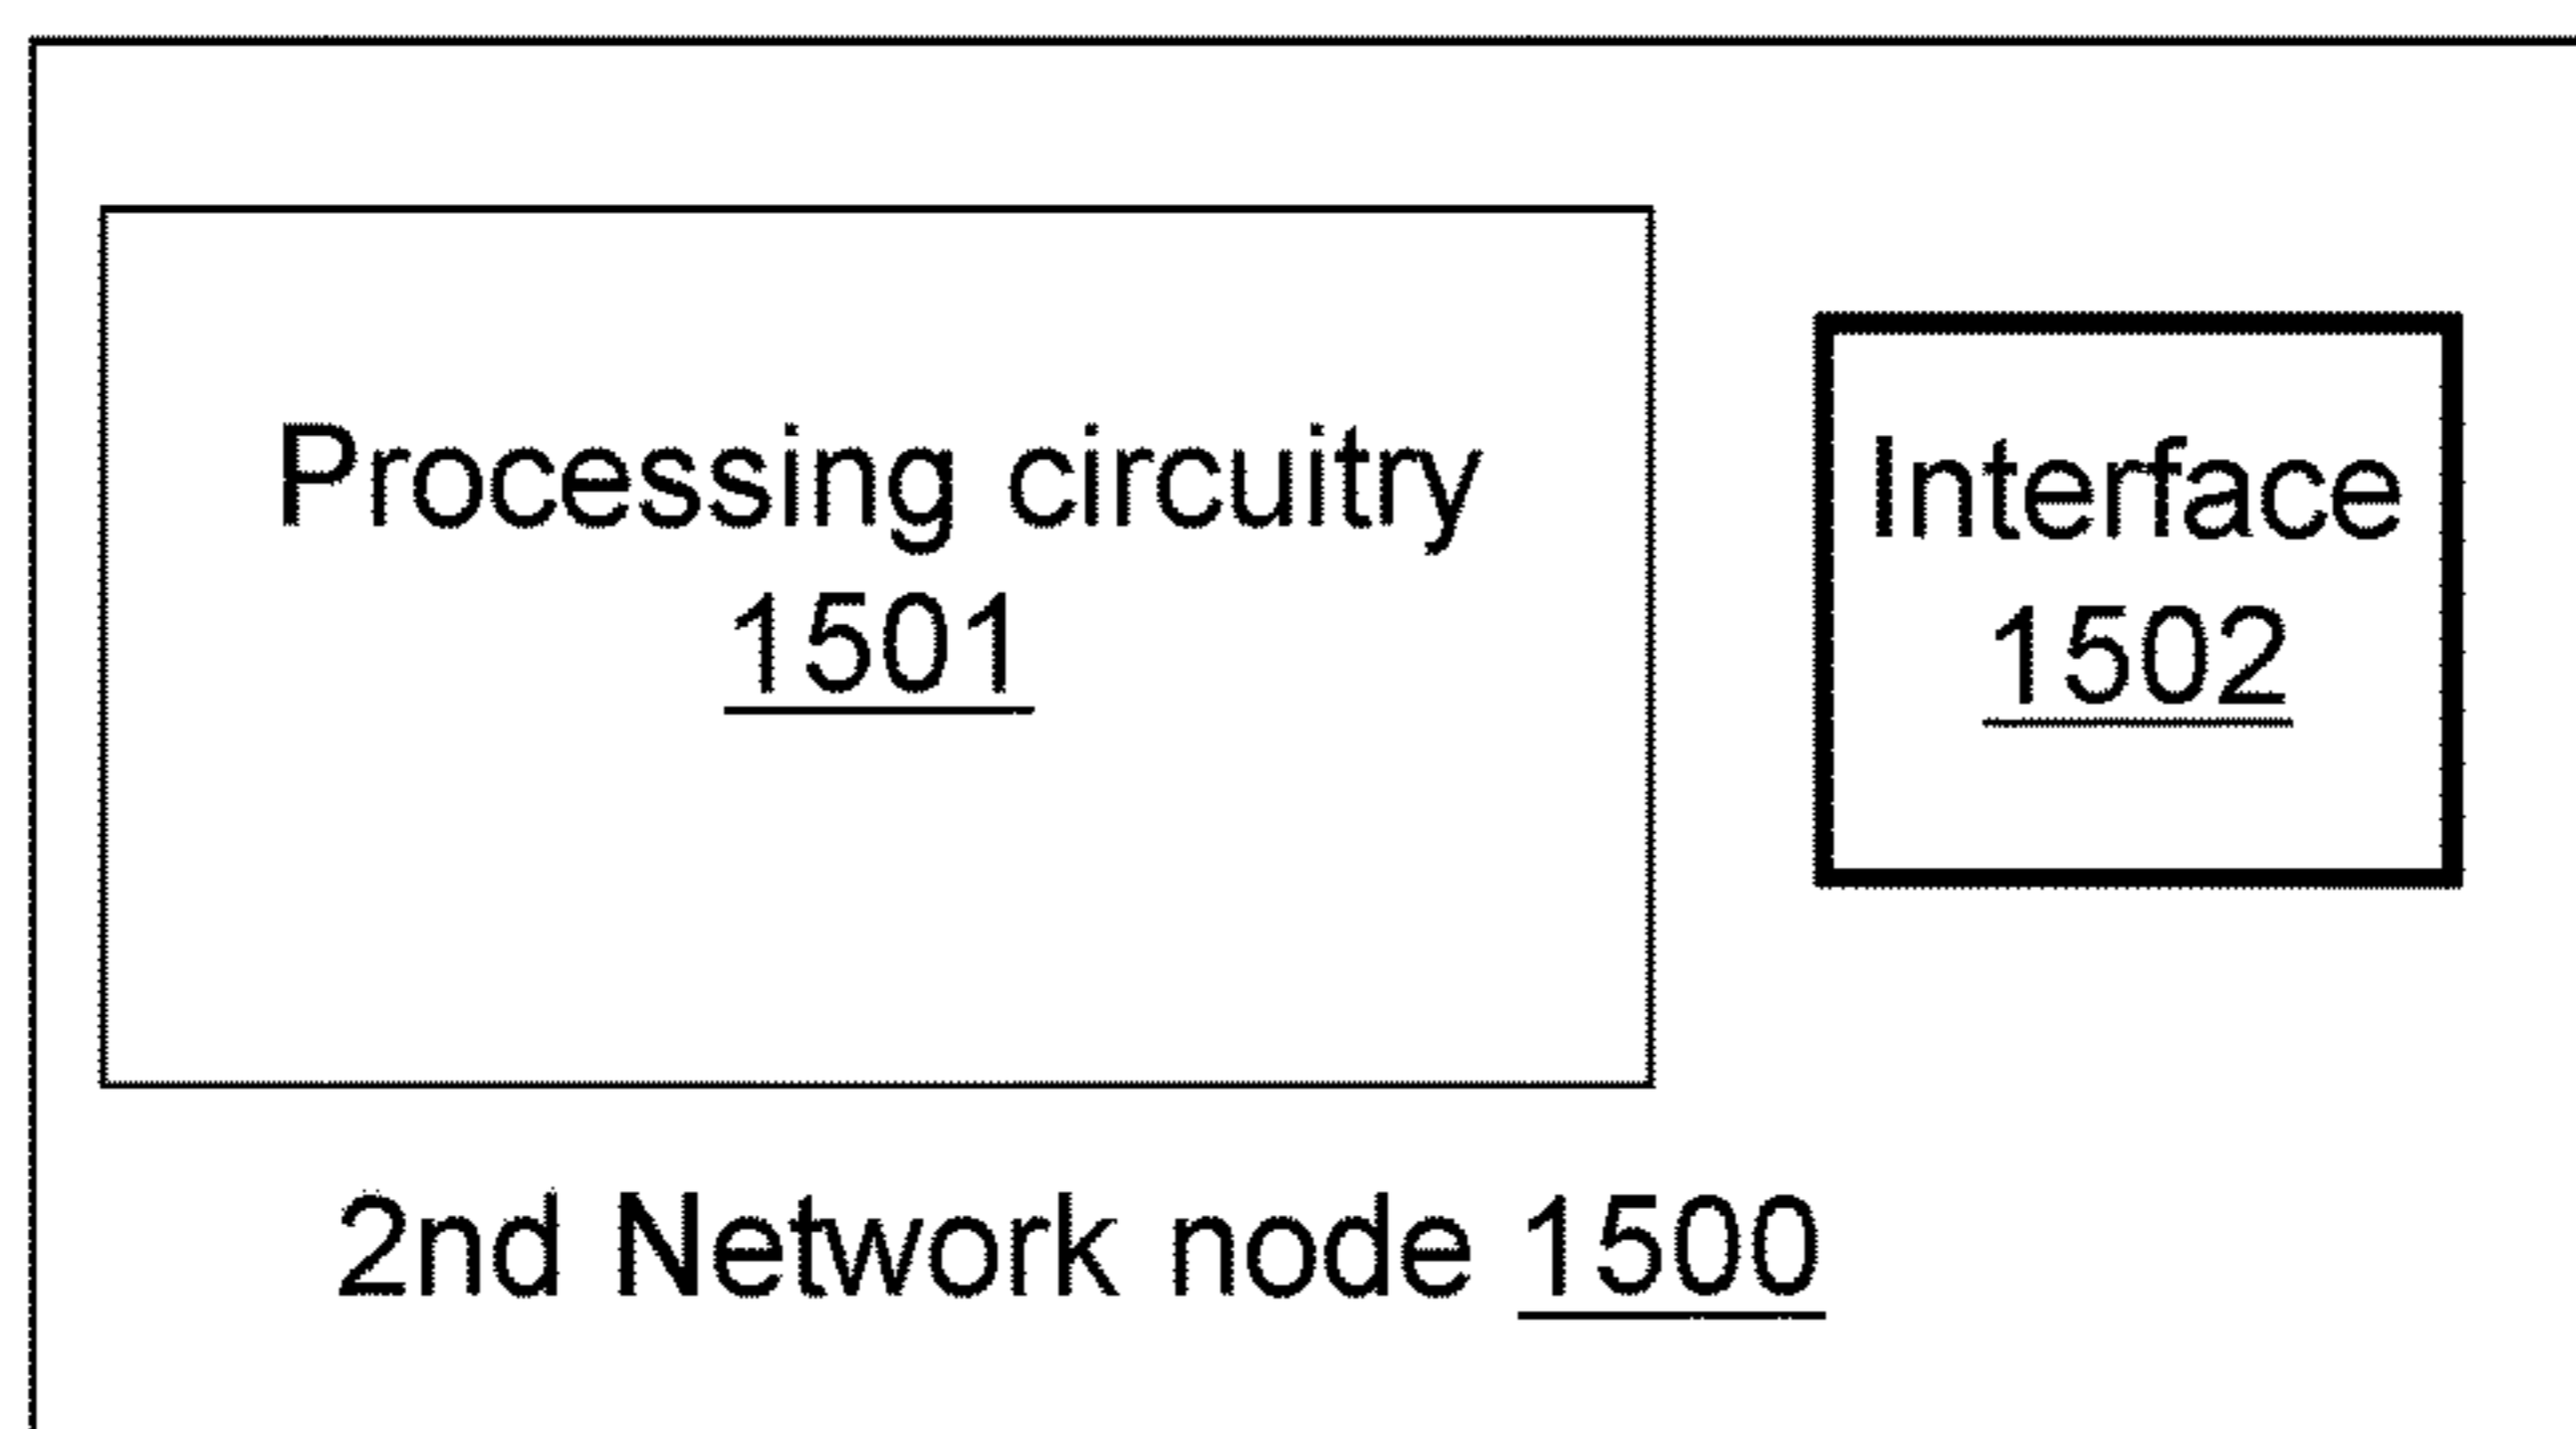 Processing circuitry
1501
Interface
1502
2nd Network node 1500